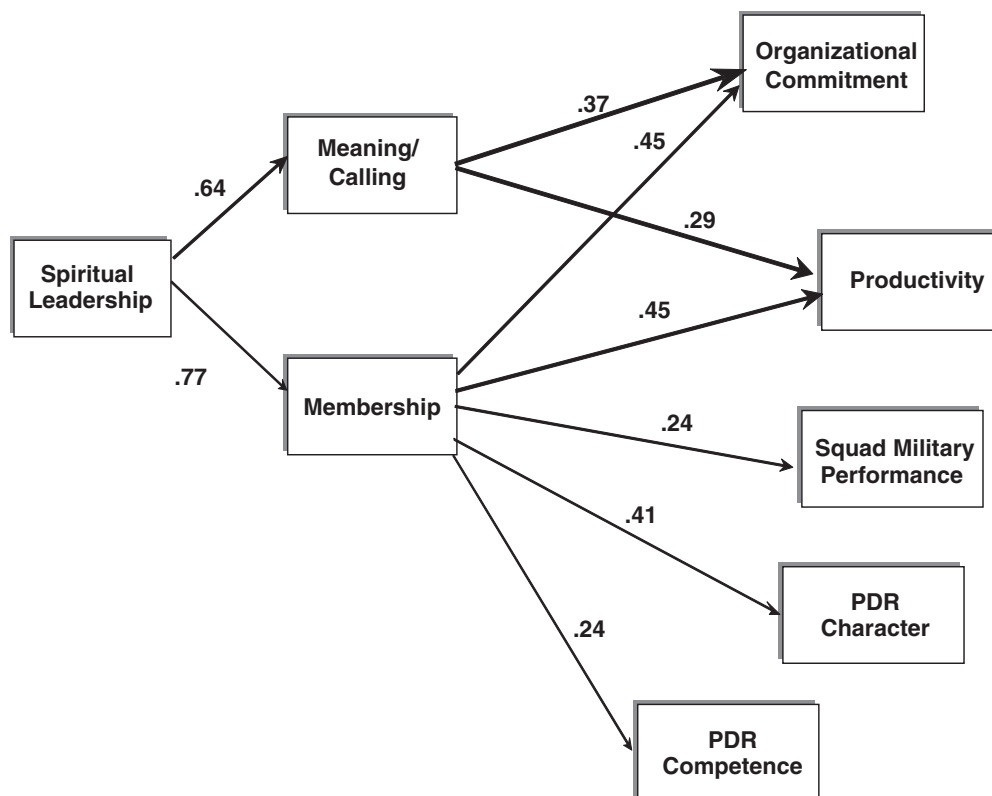 Organizational
Commitment
.37
.45
Meaning/
Calling
.64
.29
Spiritual
Leadership
Productivity
.45
.77
Membership
.24
Squad Military
Performance
.41
PDR
Character
.24
PDR
Competence